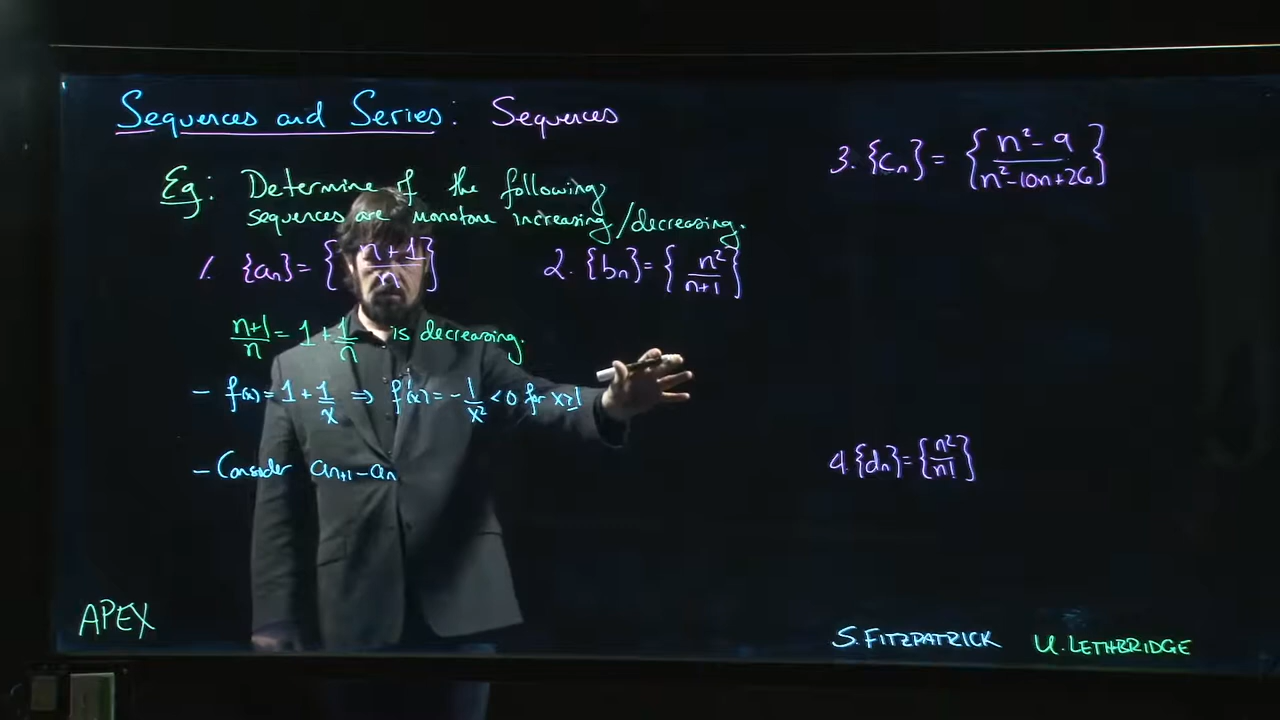 Sequences and Series: Sequences
Eg: Determine if the following
sequences are monotone increasing/decreasing.
1. {aₙ} = {(n+1)/n}
2. {bₙ} = {n²/(n+1)}
(n+1)/n = 1 + 1/n is decreasing.
- f(x) = 1 + 1/x ⇒ f'(x) = -1/x² < 0 for x ≥ 1
- Consider aₙ₊₁ - aₙ
3. {cₙ} = {(n² - 9)/(n² - 10n + 26)}
4. {dₙ} = {n²/n!}
APEX
S. FITZPATRICK
U. LETHBRIDGE